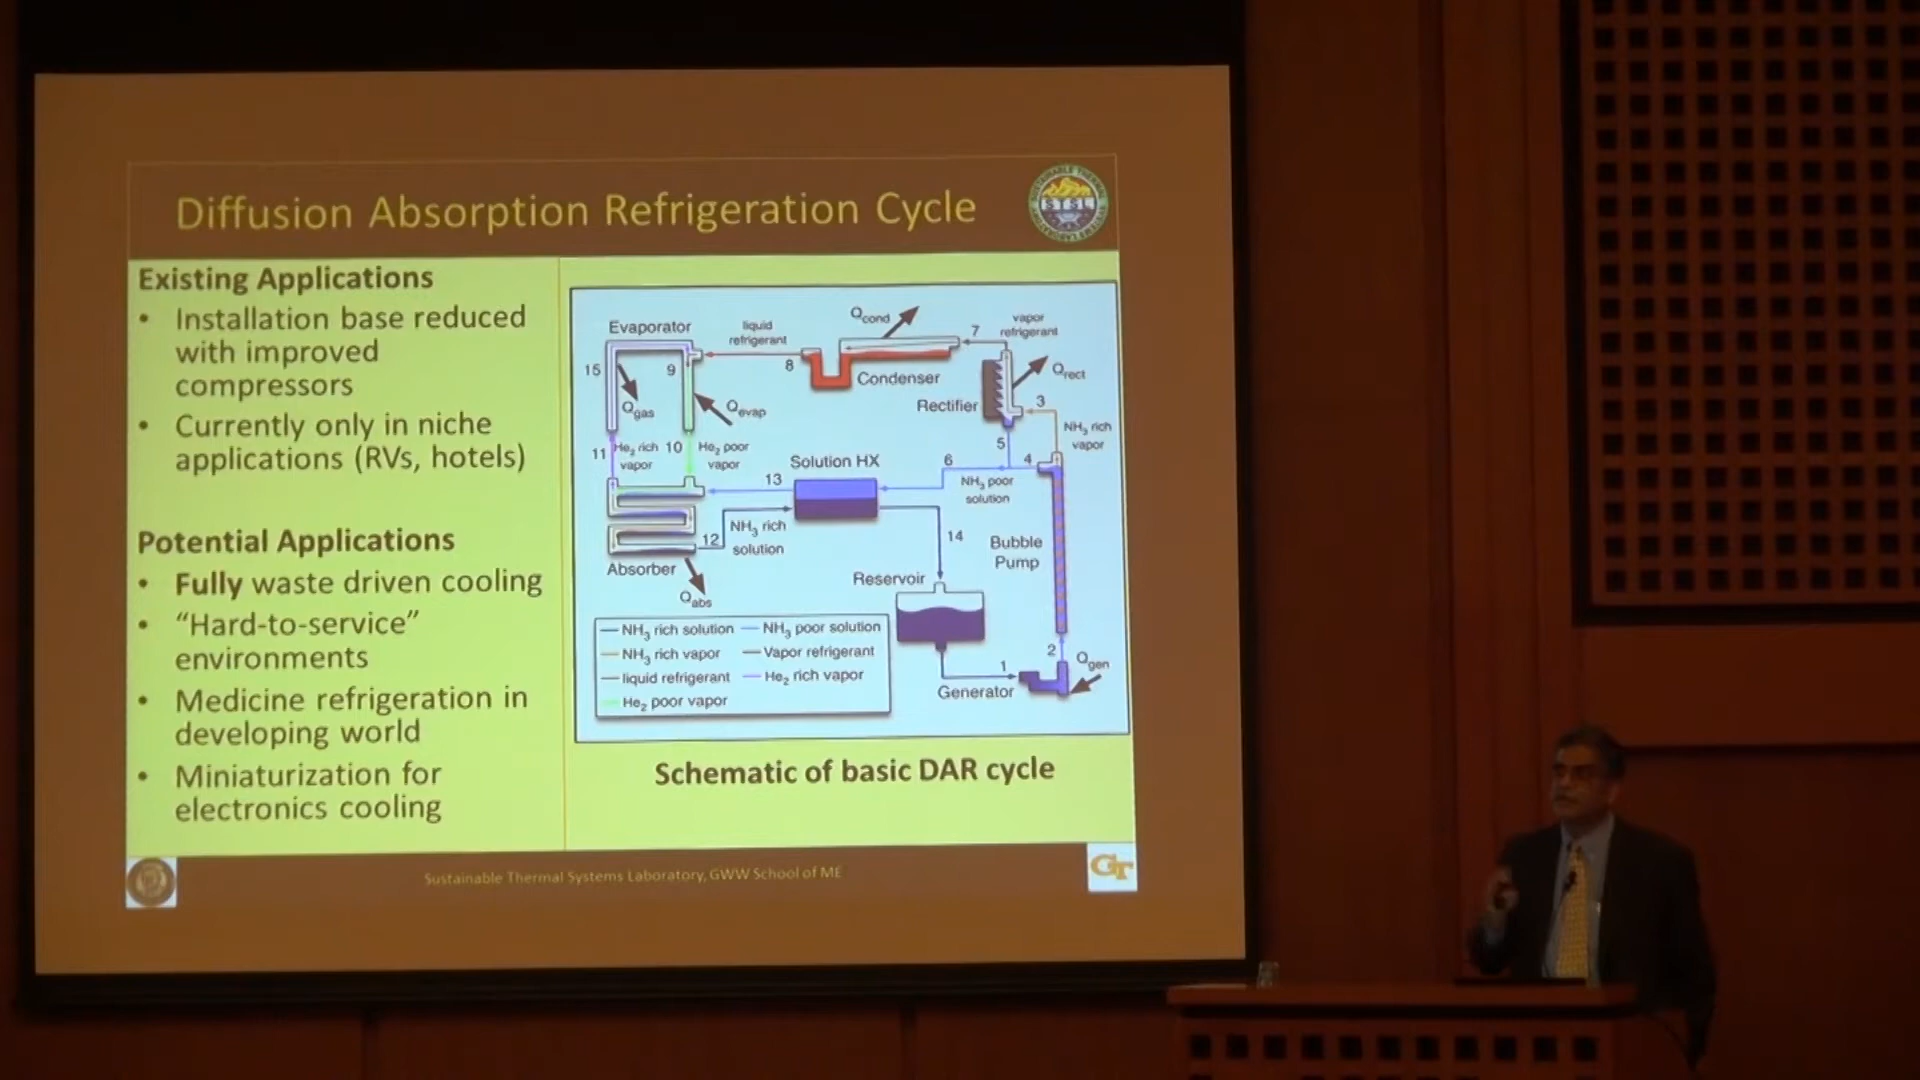 Diffusion Absorption Refrigeration Cycle
STSL
Existing Applications
• Installation base reduced
with improved
compressors
• Currently only in niche
applications (RVs, hotels)
Potential Applications
• Fully waste driven cooling
• “Hard-to-service”
environments
• Medicine refrigeration in
developing world
• Miniaturization for
electronics cooling
Evaporator
liquid
refrigerant
Qcond
7
vapor
refrigerant
15
9
8
Condenser
Qrect
Qgas
Qevap
Rectifier
3
11
He2 rich
vapor
10
He2 poor
vapor
Solution HX
5
NH3 rich
vapor
13
6
4
NH3 poor
solution
12
NH3 rich
solution
14
Bubble
Pump
Absorber
Qabs
Reservoir
NH3 rich solution
NH3 poor solution
NH3 rich vapor
Vapor refrigerant
liquid refrigerant
He2 rich vapor
He2 poor vapor
2
Qgen
1
Generator
Schematic of basic DAR cycle
Sustainable Thermal Systems Laboratory, GWW School of ME
GT